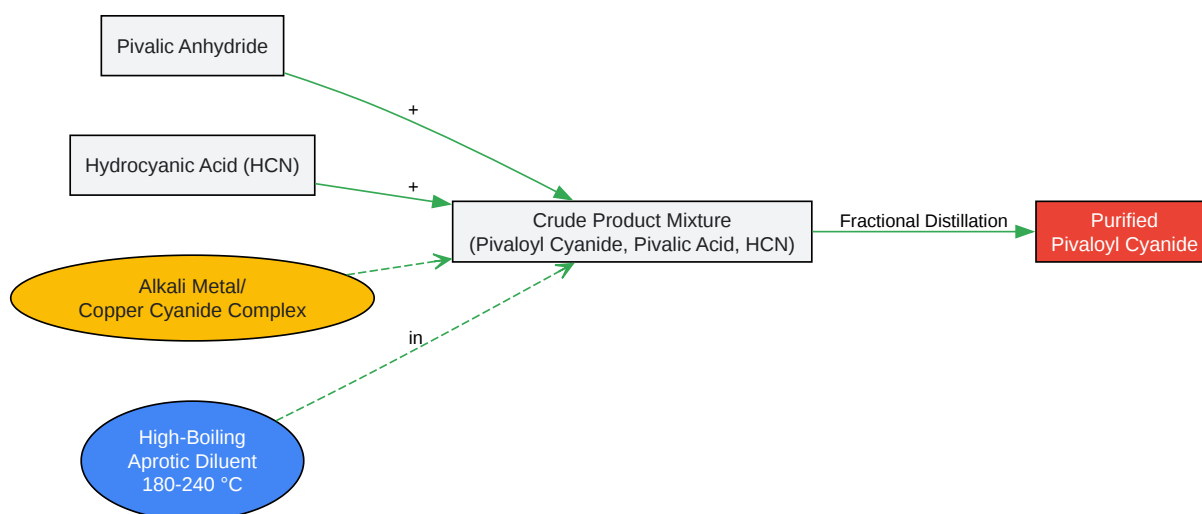 Pivalic Anhydride
+
Hydrocyanic Acid (HCN)
+
Crude Product Mixture
(Pivaloyl Cyanide, Pivalic Acid, HCN)
Fractional Distillation
Purified
Pivaloyl Cyanide
Alkali Metal/
Copper Cyanide Complex
in
High-Boiling
Aprotic Diluent
180-240 °C